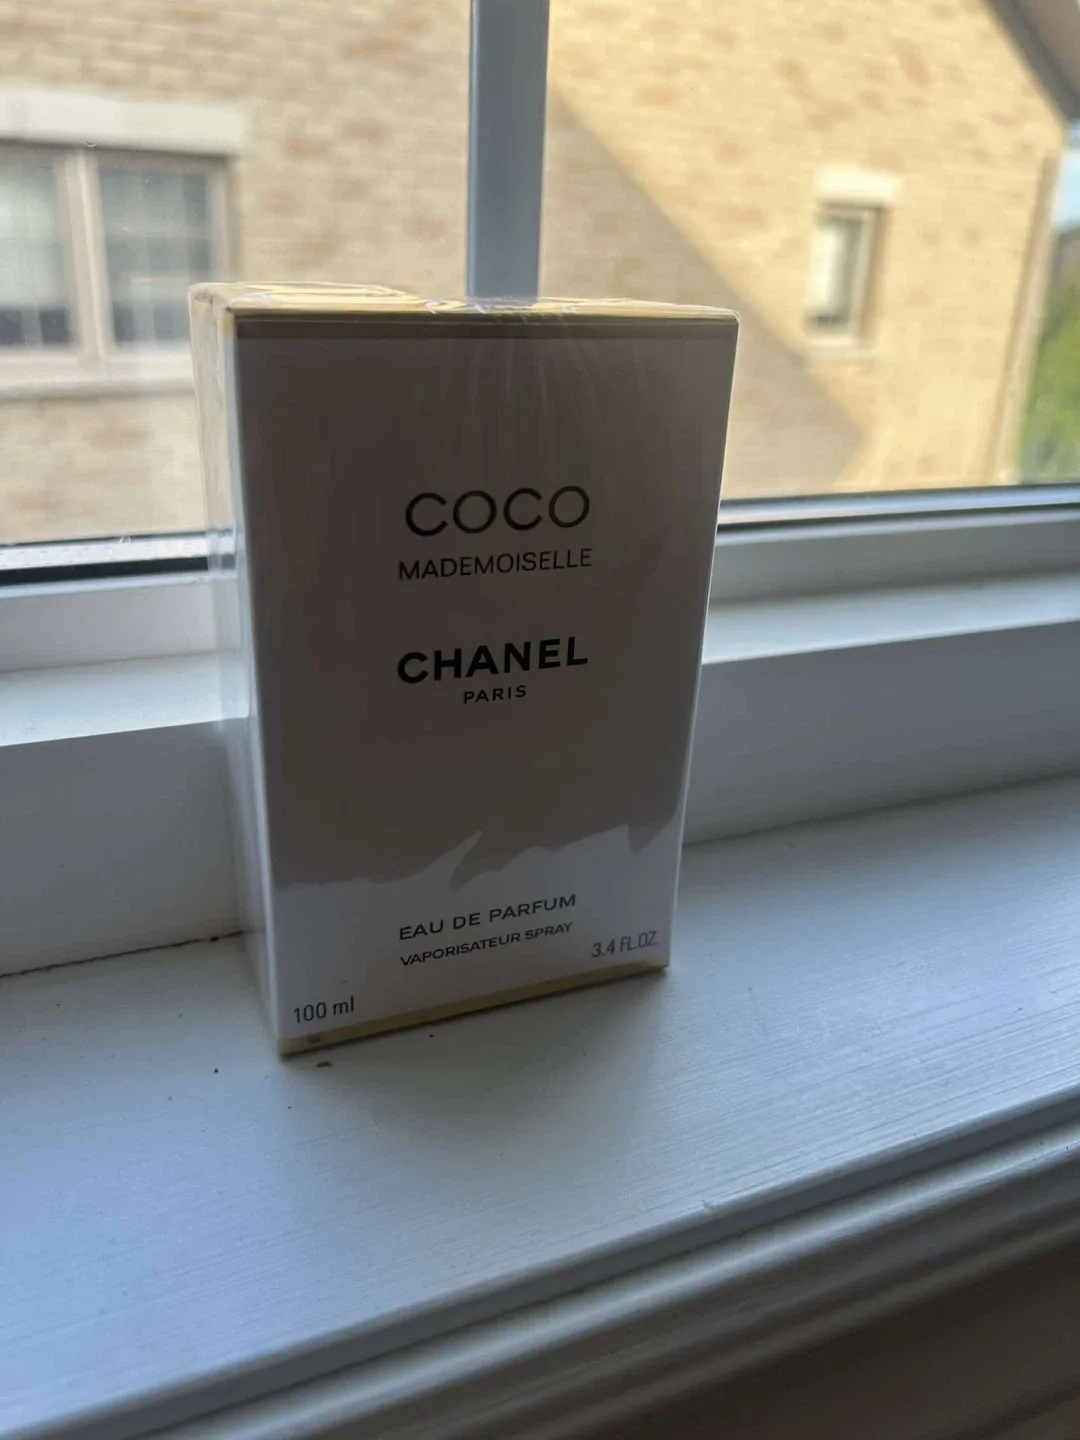 COCO
MADEMOISELLE
CHANEL
PARIS
EAU DE PARFUM
VAPORISATEUR SPRAY
3.4 FL.OZ.
100 ml